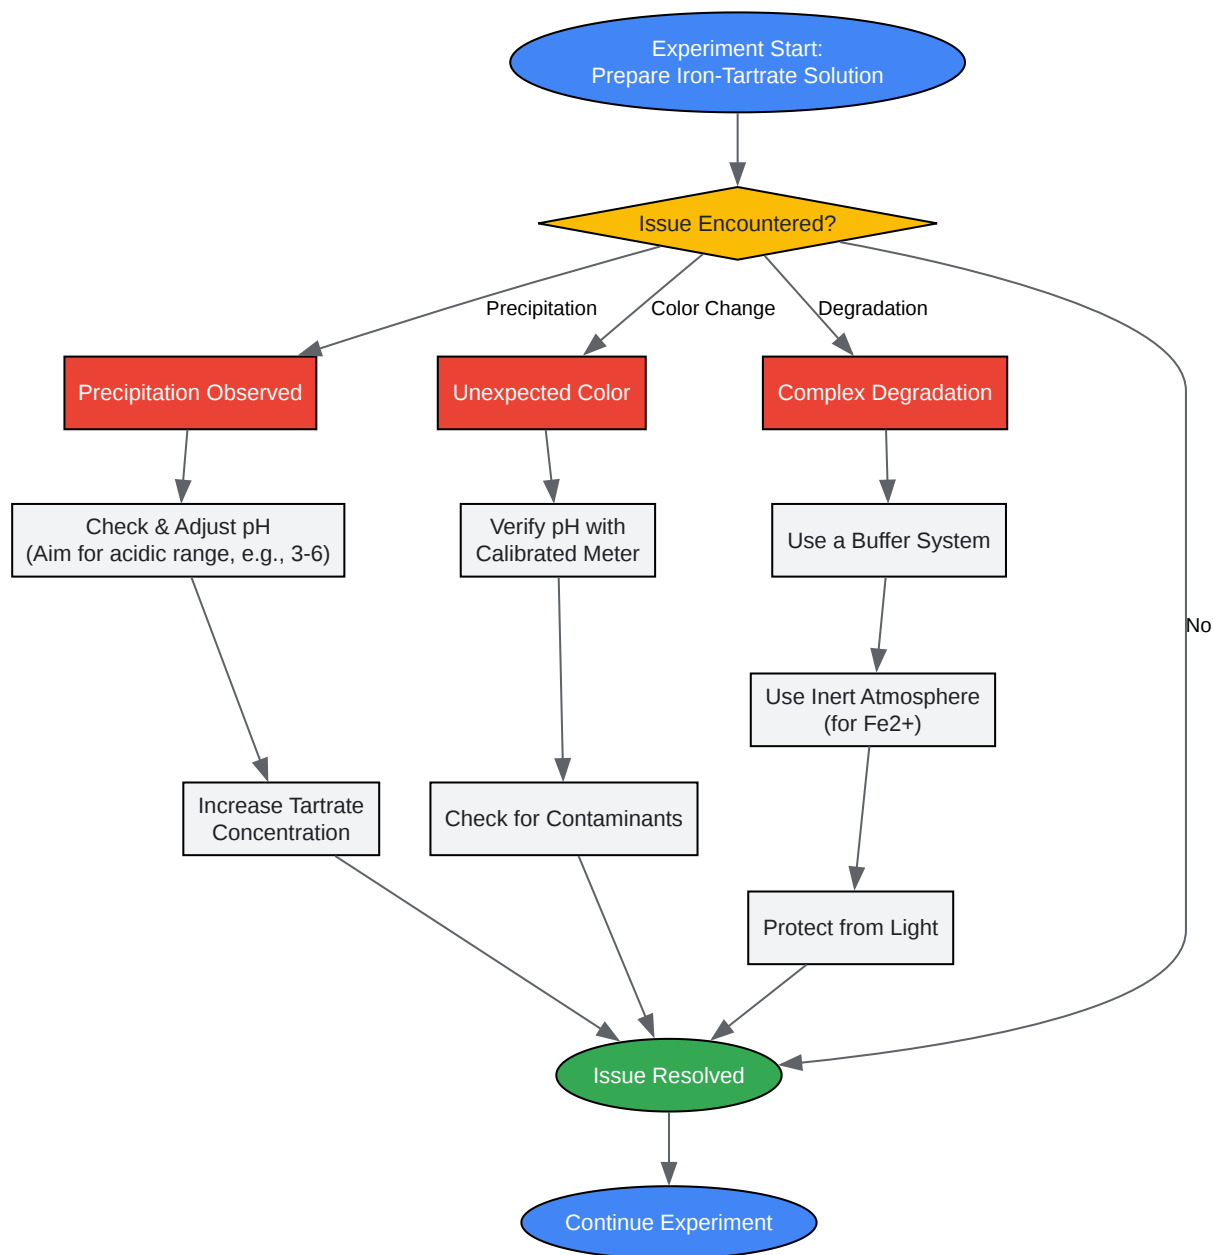 Experiment Start:
Prepare Iron-Tartrate Solution
Issue Encountered?
Precipitation
Color Change
Degradation
Precipitation Observed
Unexpected Color
Complex Degradation
Check & Adjust pH
(Aim for acidic range, e.g., 3-6)
Verify pH with
Calibrated Meter
Use a Buffer System
No
Use Inert Atmosphere
(for Fe2+)
Increase Tartrate
Concentration
Check for Contaminants
Protect from Light
Issue Resolved
Continue Experiment